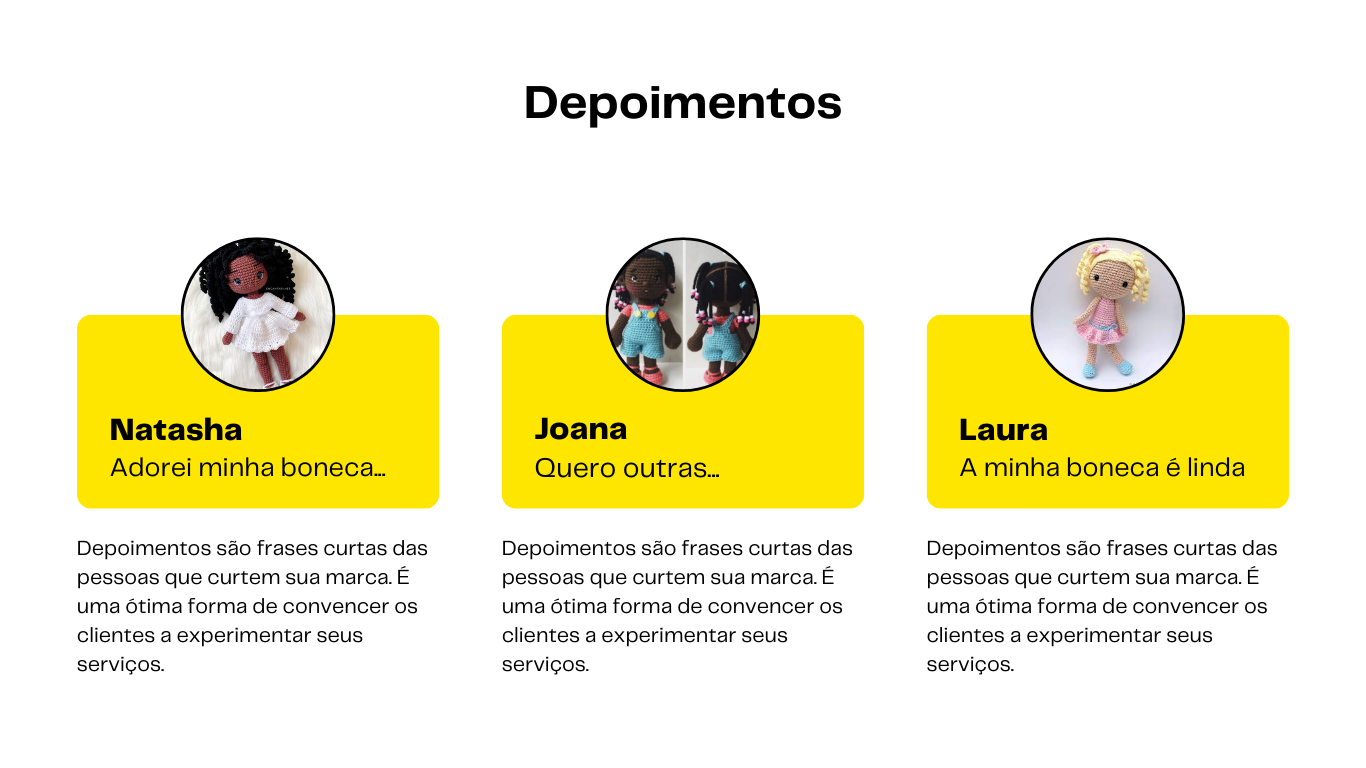 Depoimentos
Natasha
Adorei minha boneca...
Depoimentos são frases curtas das
pessoas que curtem sua marca. É
uma ótima forma de convencer os
clientes a experimentar seus
serviços.
Joana
Quero outras...
Depoimentos são frases curtas das
pessoas que curtem sua marca. É
uma ótima forma de convencer os
clientes a experimentar seus
serviços.
Laura
A minha boneca é linda
Depoimentos são frases curtas das
pessoas que curtem sua marca. É
uma ótima forma de convencer os
clientes a experimentar seus
serviços.